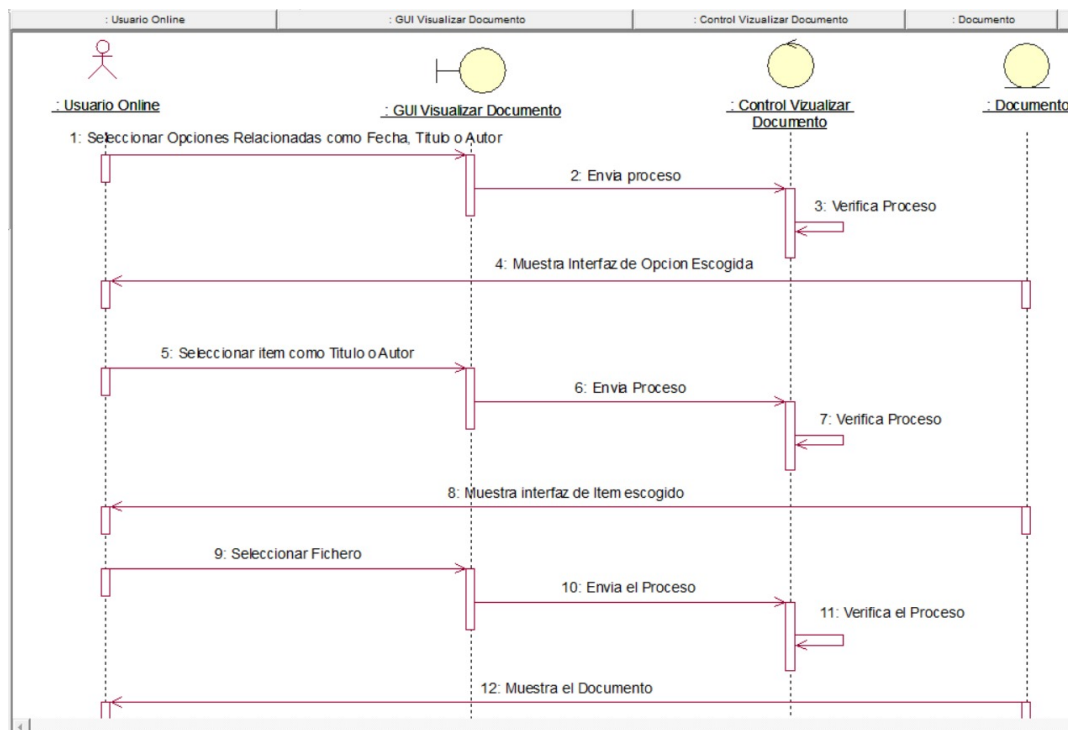 : Usuario Online
: GUI Visualizar Documento
: Control Vizualizar Documento
: Documento
: Usuario Online
: GUI Visualizar Documento
: Control Vizualizar
Documento
: Documento
1: Seleccionar Opciones Relacionadas como Fecha, Titulo o Autor
2: Envia proceso
3: Verifica Proceso
4: Muestra Interfaz de Opcion Escogida
5: Seleccionar item como Titulo o Autor
6: Envia Proceso
7: Verifica Proceso
8: Muestra interfaz de Item escogido
9: Seleccionar Fichero
10: Envia el Proceso
11: Verifica el Proceso
12: Muestra el Documento